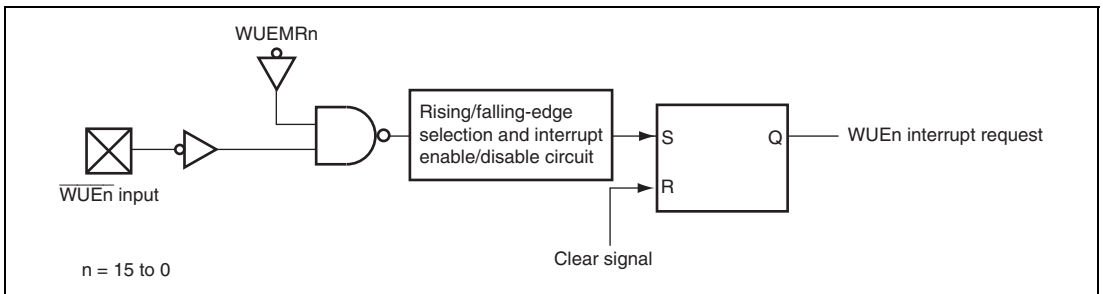 WUEMRn
Rising/falling-edge
selection and interrupt
enable/disable circuit
S
Q
WUEn interrupt request
R
WUEn input
Clear signal
n = 15 to 0